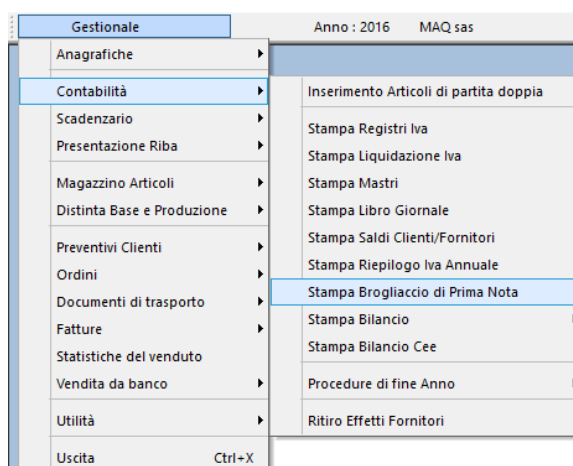 Gestionale Anno : 2016 MAQ sas
Anagrafiche
Contabilità
Scadenzario
Presentazione Riba
Magazzino Articoli
Distinta Base e Produzione
Preventivi Clienti
Ordini
Documenti di trasporto
Fatture
Statistiche del venduto
Vendita da banco
Utilità
Uscita Ctrl+X
Inserimento Articoli di partita doppia
Stampa Registri Iva
Stampa Liquidazione Iva
Stampa Mastri
Stampa Libro Giornale
Stampa Saldi Clienti/Fornitori
Stampa Riepilogo Iva Annuale
Stampa Brogliaccio di Prima Nota
Stampa Bilancio
Stampa Bilancio Cee
Procedure di fine Anno
Ritiro Effetti Fornitori